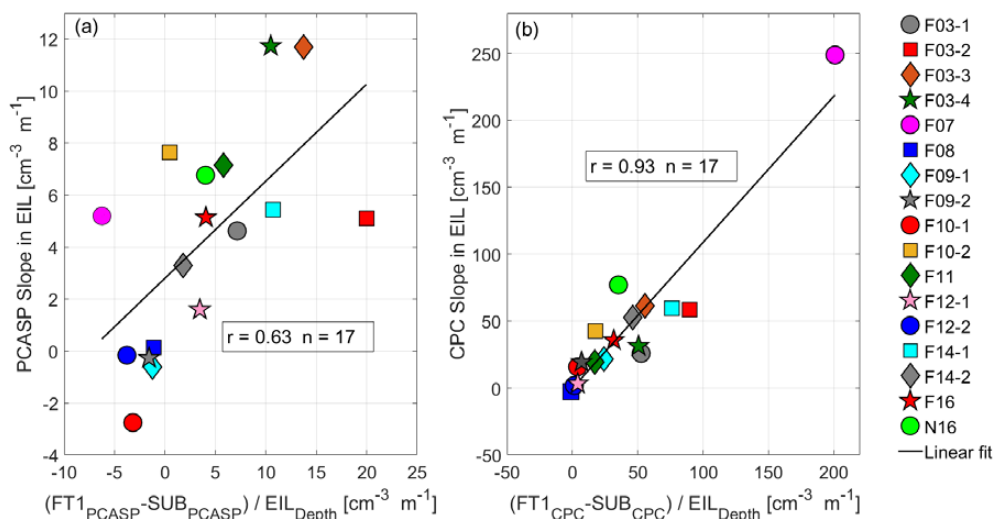 (a)
PCASP Slope in EIL [cm-3 m-1]
12
10
8
6
4
2
0
-2
-4
-10 -5 0 5 10 15 20 25
(FT1PCASP-SUBPCASP) / EILDepth [cm-3 m-1]
r = 0.63 n = 17
(b)
CPC Slope in EIL [cm-3 m-1]
250
200
150
100
50
0
-50
-50 0 50 100 150 200 250
(FT1CPC-SUBCPC) / EILDepth [cm-3 m-1]
r = 0.93 n = 17
F03-1
F03-2
F03-3
F03-4
F07
F08
F09-1
F09-2
F10-1
F10-2
F11
F12-1
F12-2
F14-1
F14-2
F16
N16
Linear fit